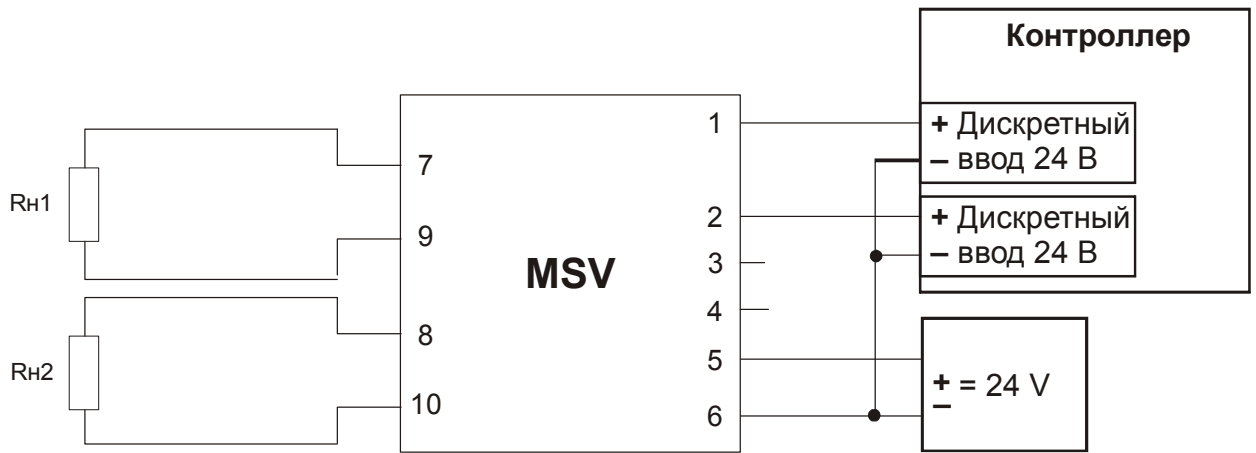 Контроллер
+ Дискретный
– ввод 24 В
+ Дискретный
– ввод 24 В
+
– = 24 V
MSV
1
2
3
4
5
6
7
9
8
10
Rн1
Rн2